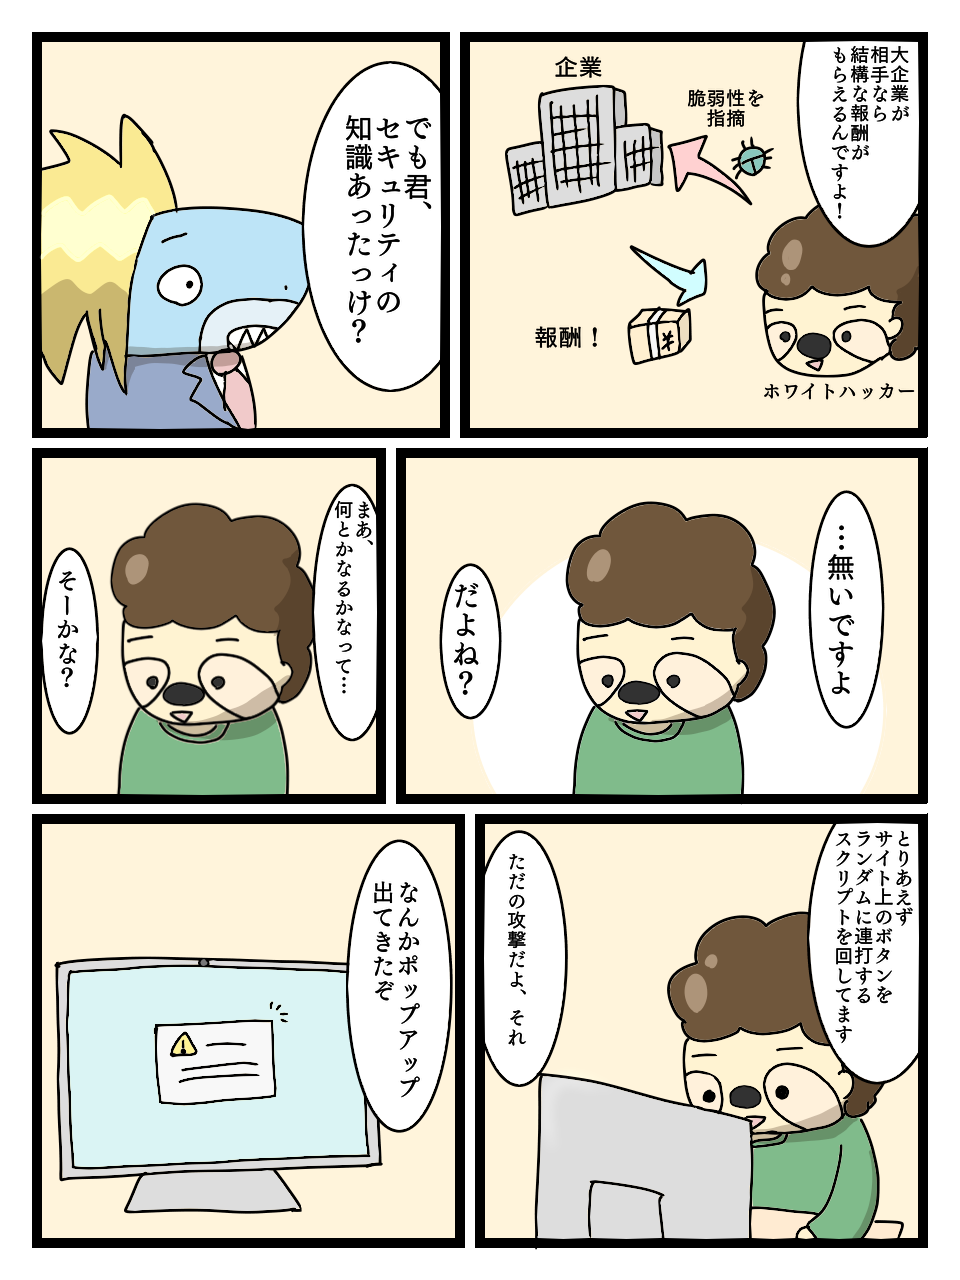 大企業が
相手なら
結構な報酬が
もらえるんですよ！
企業
脆弱性を
指摘
報酬！
¥
ホワイトハッカー
でも君、
セキュリティの
知識あったっけ？
…無いですよ
だよね？
まあ、
何とかなるかなって…
そーかな？
とりあえず
サイト上のボタンを
ランダムに連打する
スクリプトを回してます
ただの攻撃だよ、それ
なんかポップアップ
出てきたぞ
!